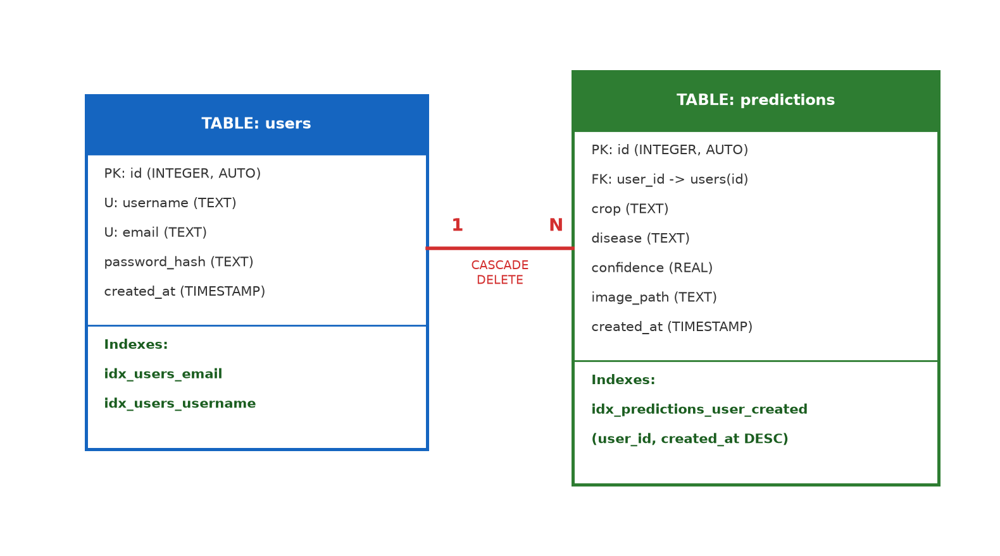 TABLE: users
PK: id (INTEGER, AUTO)
U: username (TEXT)
U: email (TEXT)
password_hash (TEXT)
created_at (TIMESTAMP)
Indexes:
idx_users_email
idx_users_username
1
N
CASCADE
DELETE
TABLE: predictions
PK: id (INTEGER, AUTO)
FK: user_id -> users(id)
crop (TEXT)
disease (TEXT)
confidence (REAL)
image_path (TEXT)
created_at (TIMESTAMP)
Indexes:
idx_predictions_user_created
(user_id, created_at DESC)